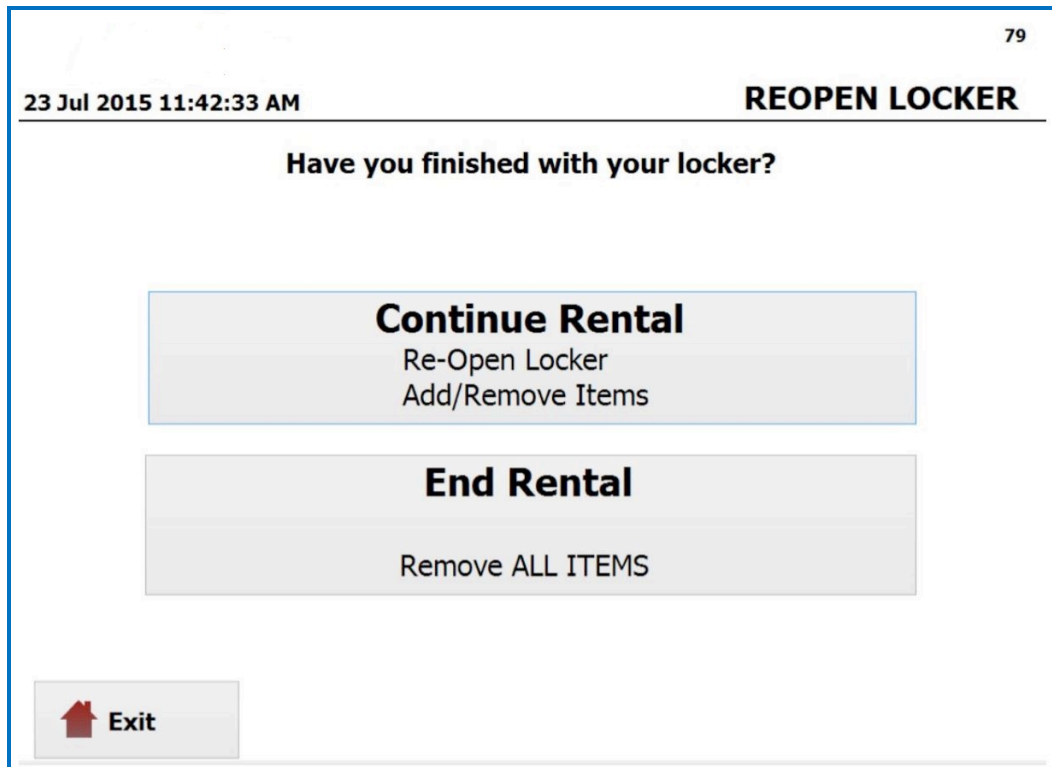 79
23 Jul 2015 11:42:33 AM
REOPEN LOCKER
Have you finished with your locker?
Continue Rental
Re-Open Locker
Add/Remove Items
End Rental
Remove ALL ITEMS
Exit